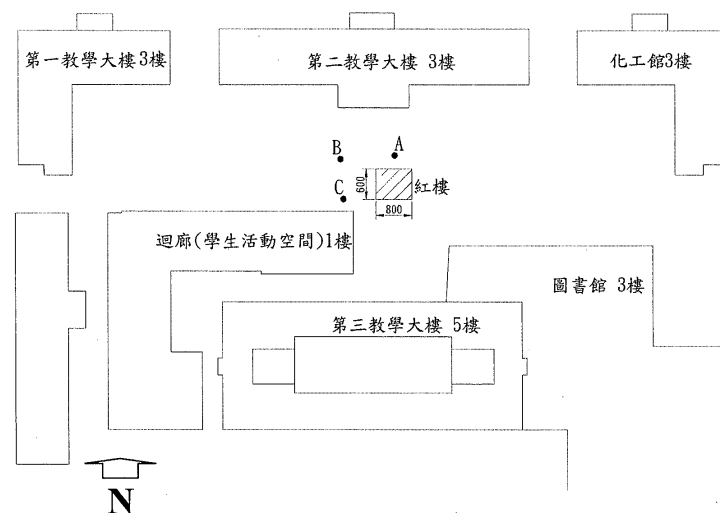 第一教學大樓3樓
第二教學大樓 3樓
化工館3樓
B
A
C
600
紅樓
800
迴廊(學生活動空間)1樓
圖書館 3樓
第三教學大樓 5樓
N